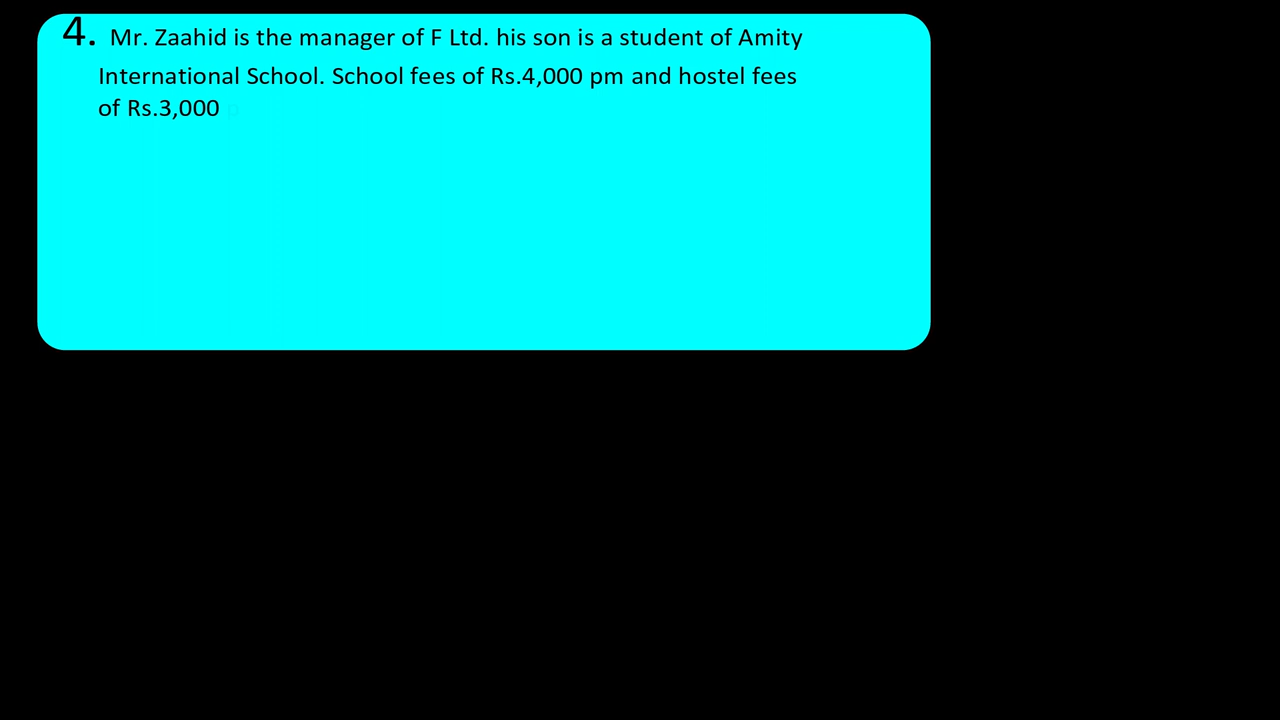 4. Mr. Zaahid is the manager of F Ltd. his son is a student of Amity
International School. School fees of Rs.4,000 pm and hostel fees
of Rs.3,000 p